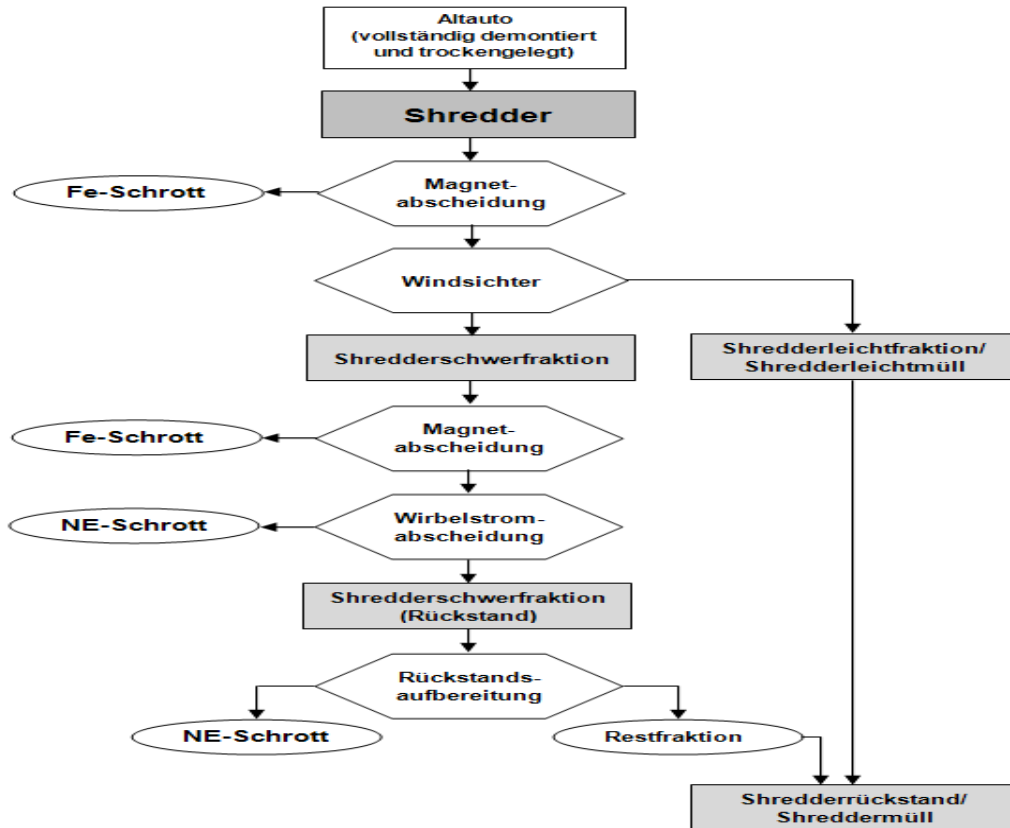 Altauto
(vollständig demontiert
und trockengelegt)
Shredder
Magnet-
abscheidung
Fe-Schrott
Windsichter
Shredderschwerfraktion
Shredderleichtfraktion/
Shredderleichtmüll
Magnet-
abscheidung
Fe-Schrott
Wirbelstrom-
abscheidung
NE-Schrott
Shredderschwerfraktion
(Rückstand)
Rückstands-
aufbereitung
NE-Schrott
Restfraktion
Shredderrückstand/
Shreddermüll